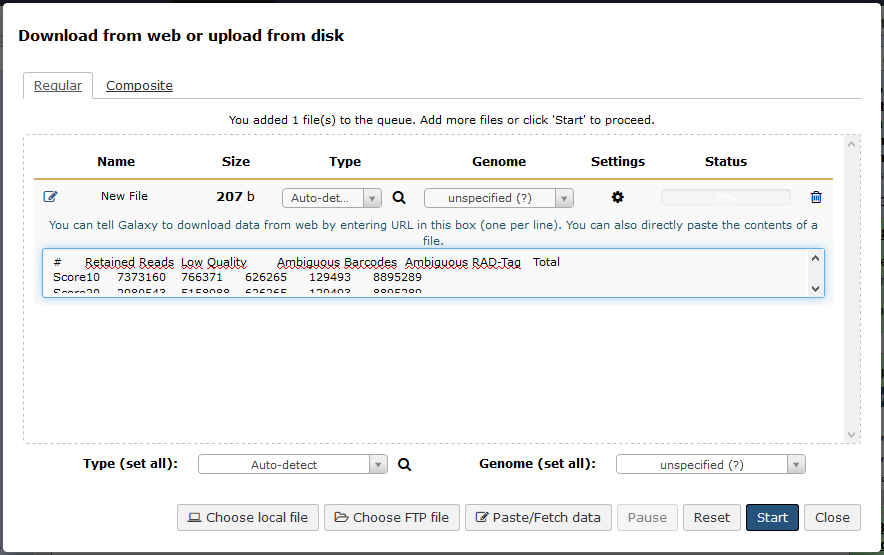 Download from web or upload from disk
Regular Composite
You added 1 file(s) to the queue. Add more files or click 'Start' to proceed.
Name Size Type Genome Settings Status
New File 207 b Auto-det... unspecified (?) 0%
You can tell Galaxy to download data from web by entering URL in this box (one per line). You can also directly paste the contents of a
file.
# Retained Reads Low Quality Ambiguous Barcodes Ambiguous RAD-Tag Total
Score10 7373160 766371 626265 129493 8895289
Score20 2980543 5158988 626265 129493 8895289
Type (set all): Auto-detect Genome (set all): unspecified (?)
Choose local file Choose FTP file Paste/Fetch data Pause Reset Start Close